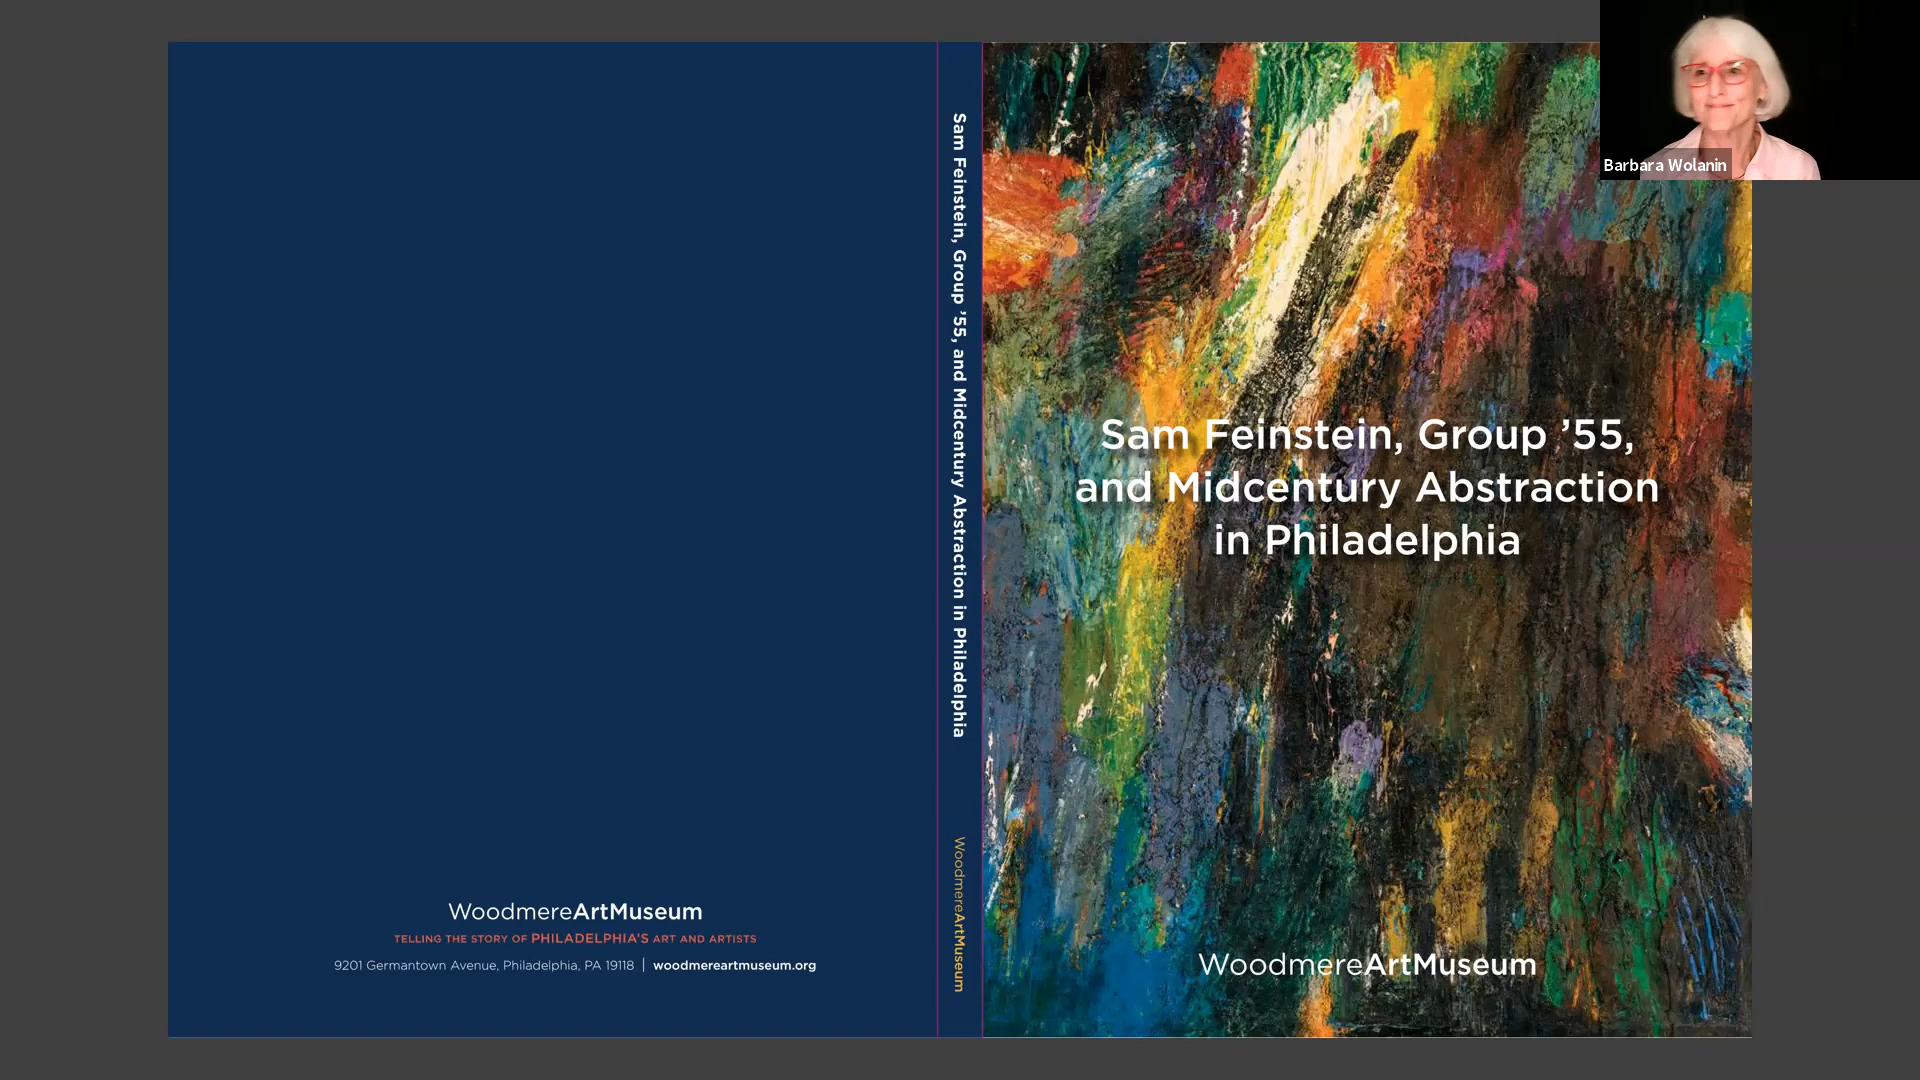 Barbara Wolanin
Sam Feinstein, Group ’55, and Midcentury Abstraction in Philadelphia
WoodmereArtMuseum
Sam Feinstein, Group ’55,
and Midcentury Abstraction
in Philadelphia
WoodmereArtMuseum
WoodmereArtMuseum
TELLING THE STORY OF PHILADELPHIA’S ART AND ARTISTS
9201 Germantown Avenue, Philadelphia, PA 19118 | woodmereartmuseum.org